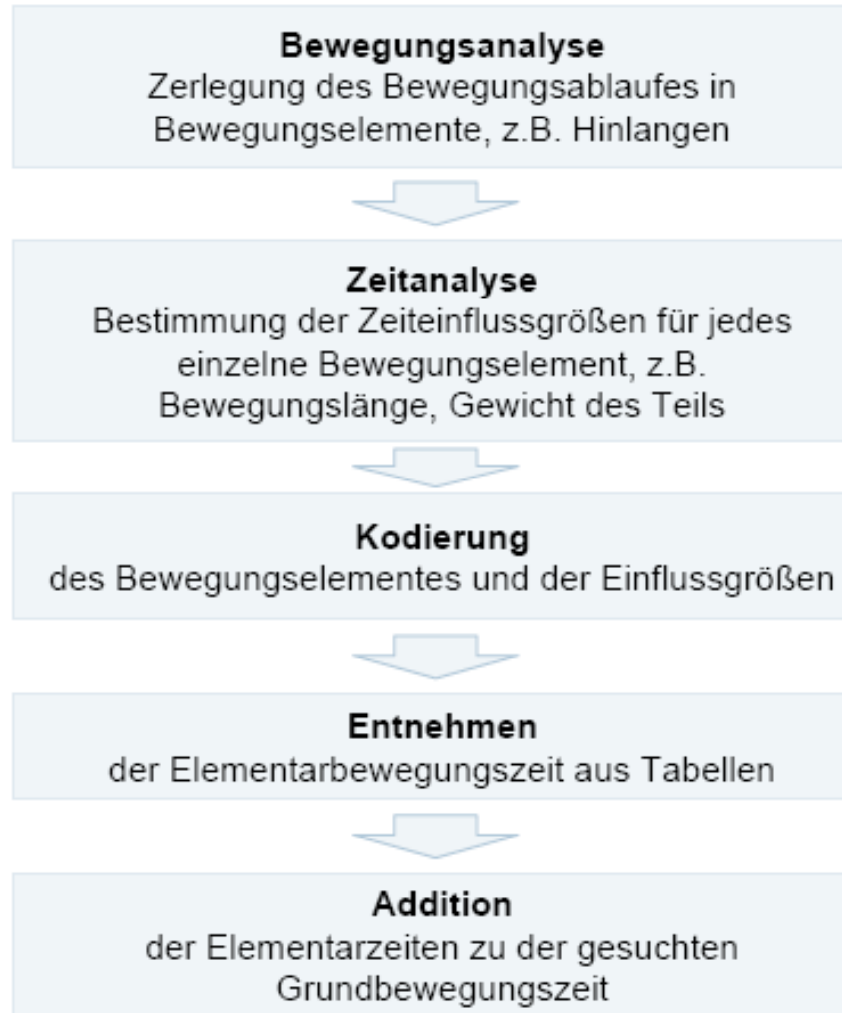 Bewegungsanalyse
Zerlegung des Bewegungsablaufes in
Bewegungselemente, z.B. Hinlangen
Zeitanalyse
Bestimmung der Zeiteinflussgrößen für jedes
einzelne Bewegungselement, z.B.
Bewegungslänge, Gewicht des Teils
Kodierung
des Bewegungselementes und der Einflussgrößen
Entnehmen
der Elementarbewegungszeit aus Tabellen
Addition
der Elementarzeiten zu der gesuchten
Grundbewegungszeit